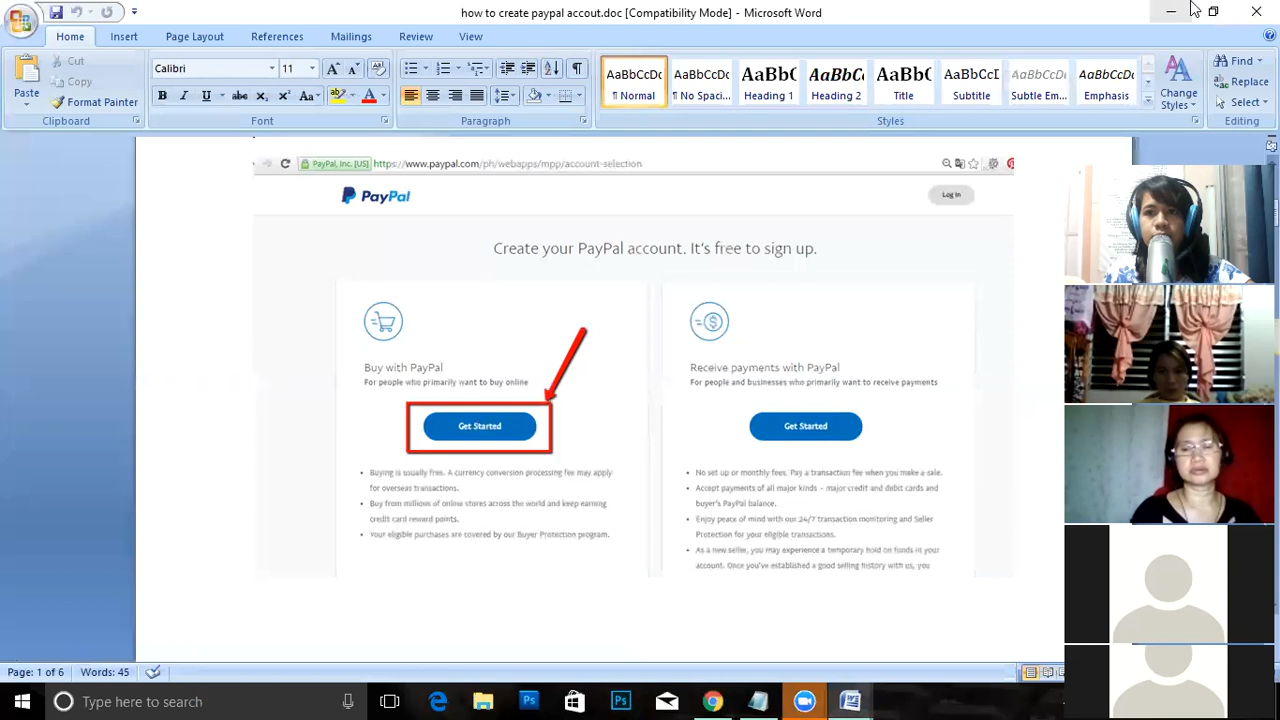 how to create paypal accout.doc [Compatibility Mode] - Microsoft Word
Home Insert Page Layout References Mailings Review View
Cut
Copy
Format Painter
Paste
Clipboard
Calibri 11
Font
Paragraph
AaBbCcDc AaBbCcDc AaBbC AaBbCc AaBbC AaBbCcI AaBbCcDc AaBbCcDc
¶ Normal ¶ No Spaci... Heading 1 Heading 2 Title Subtitle Subtle Em... Emphasis
Change Styles
Styles
Find
Replace
Select
Editing
PayPal, Inc. [US] https://www.paypal.com/ph/webapps/mpp/account-selection
PayPal
Log In
Create your PayPal account. It's free to sign up.
Buy with PayPal
For people who primarily want to buy online
Get Started
Buying is usually free. A currency conversion processing fee may apply
for overseas transactions.
Buy from millions of online stores across the world and keep earning
credit card reward points.
Your eligible purchases are covered by our Buyer Protection program.
Receive payments with PayPal
For people and businesses who primarily want to receive payments
Get Started
No set up or monthly fees. Pay a transaction fee when you make a sale.
Accept payments of all major kinds - major credit and debit cards and
buyer's PayPal balance.
Enjoy peace of mind with our 24/7 transaction monitoring and Seller
Protection for your eligible transactions.
As a new seller, you may experience a temporary hold on funds in your
account. Once you've established a good selling history with us, you
Page: 1 of 6 Words: 45
Type here to search